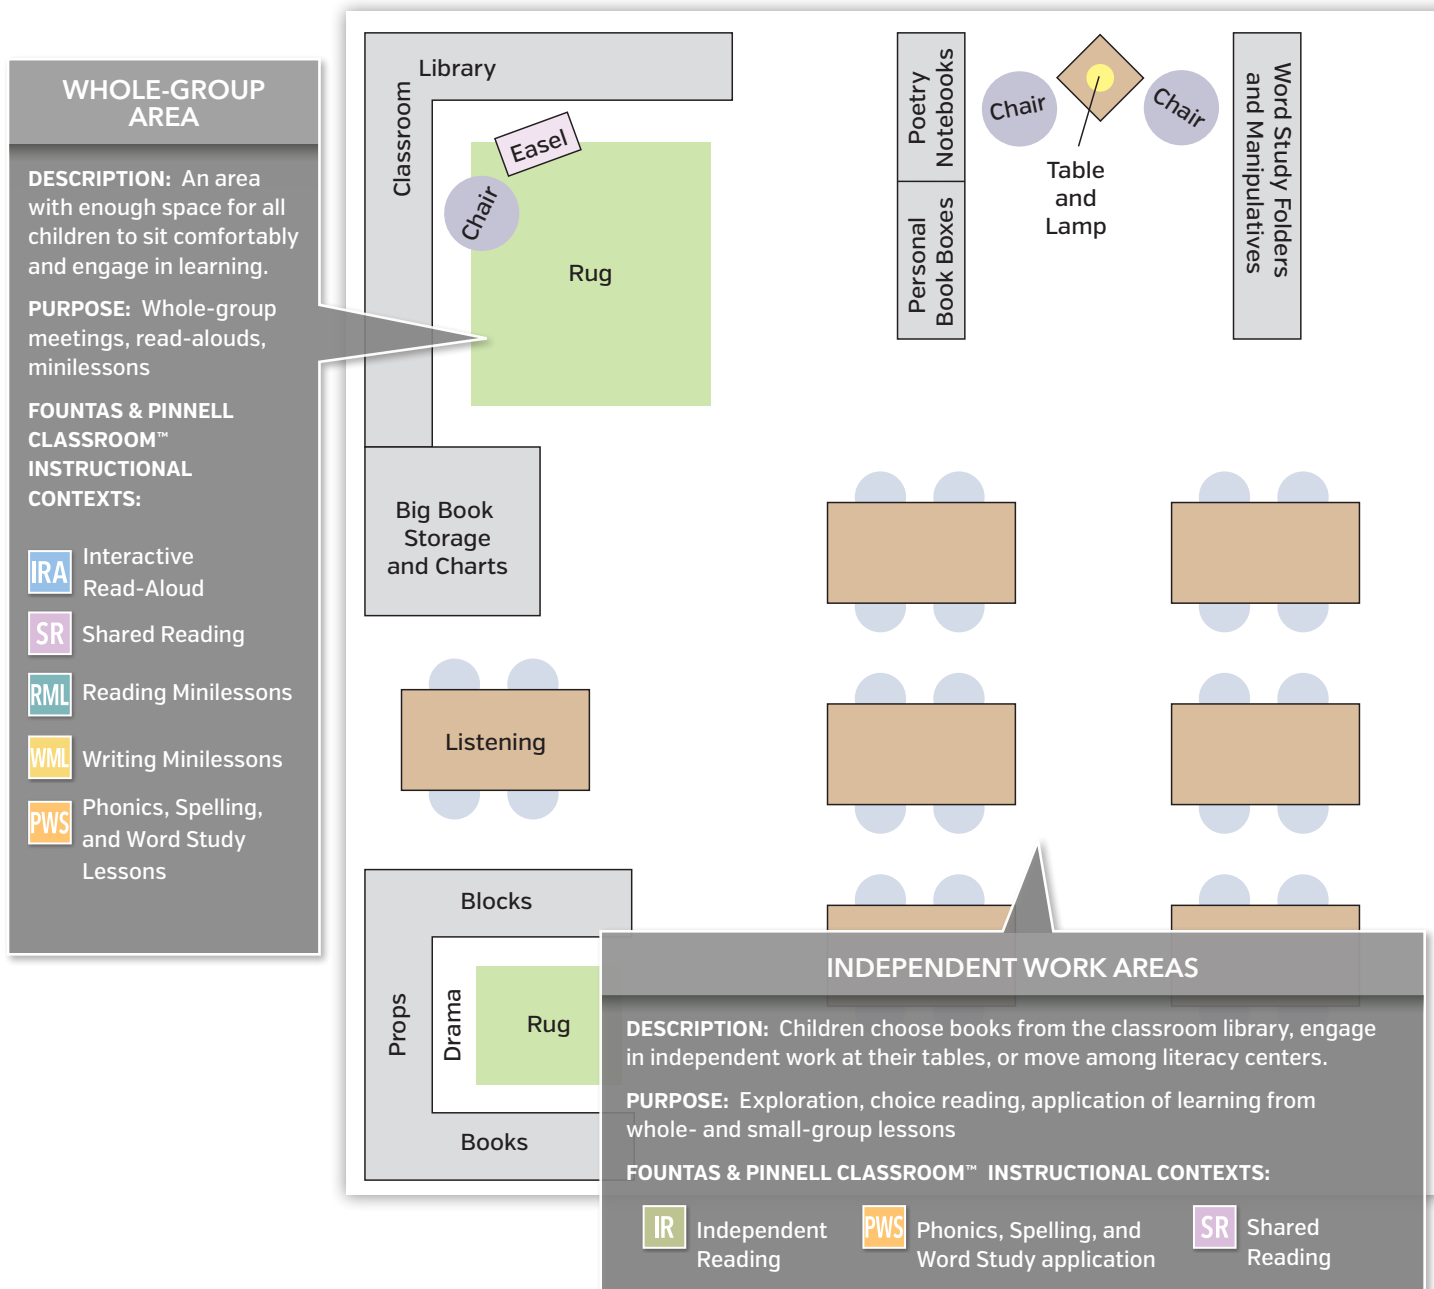 WHOLE-GROUP
AREA
DESCRIPTION: An area
with enough space for all
children to sit comfortably
and engage in learning.
PURPOSE: Whole-group
meetings, read-alouds,
minilessons
FOUNTAS & PINNELL
CLASSROOM™
INSTRUCTIONAL
CONTEXTS:
IRA Interactive
Read-Aloud
SR Shared Reading
RML Reading Minilessons
WML Writing Minilessons
PWS Phonics, Spelling,
and Word Study
Lessons
Library
Classroom
Easel
Chair
Rug
Big Book
Storage
and Charts
Poetry
Notebooks
Personal
Book Boxes
Chair
Table
and
Lamp
Chair
Word Study Folders
and Manipulatives
Listening
Blocks
Props
Drama
Rug
Books
INDEPENDENT WORK AREAS
DESCRIPTION: Children choose books from the classroom library, engage
in independent work at their tables, or move among literacy centers.
PURPOSE: Exploration, choice reading, application of learning from
whole- and small-group lessons
FOUNTAS & PINNELL CLASSROOM™ INSTRUCTIONAL CONTEXTS:
IR Independent
Reading
PWS Phonics, Spelling, and
Word Study application
SR Shared
Reading